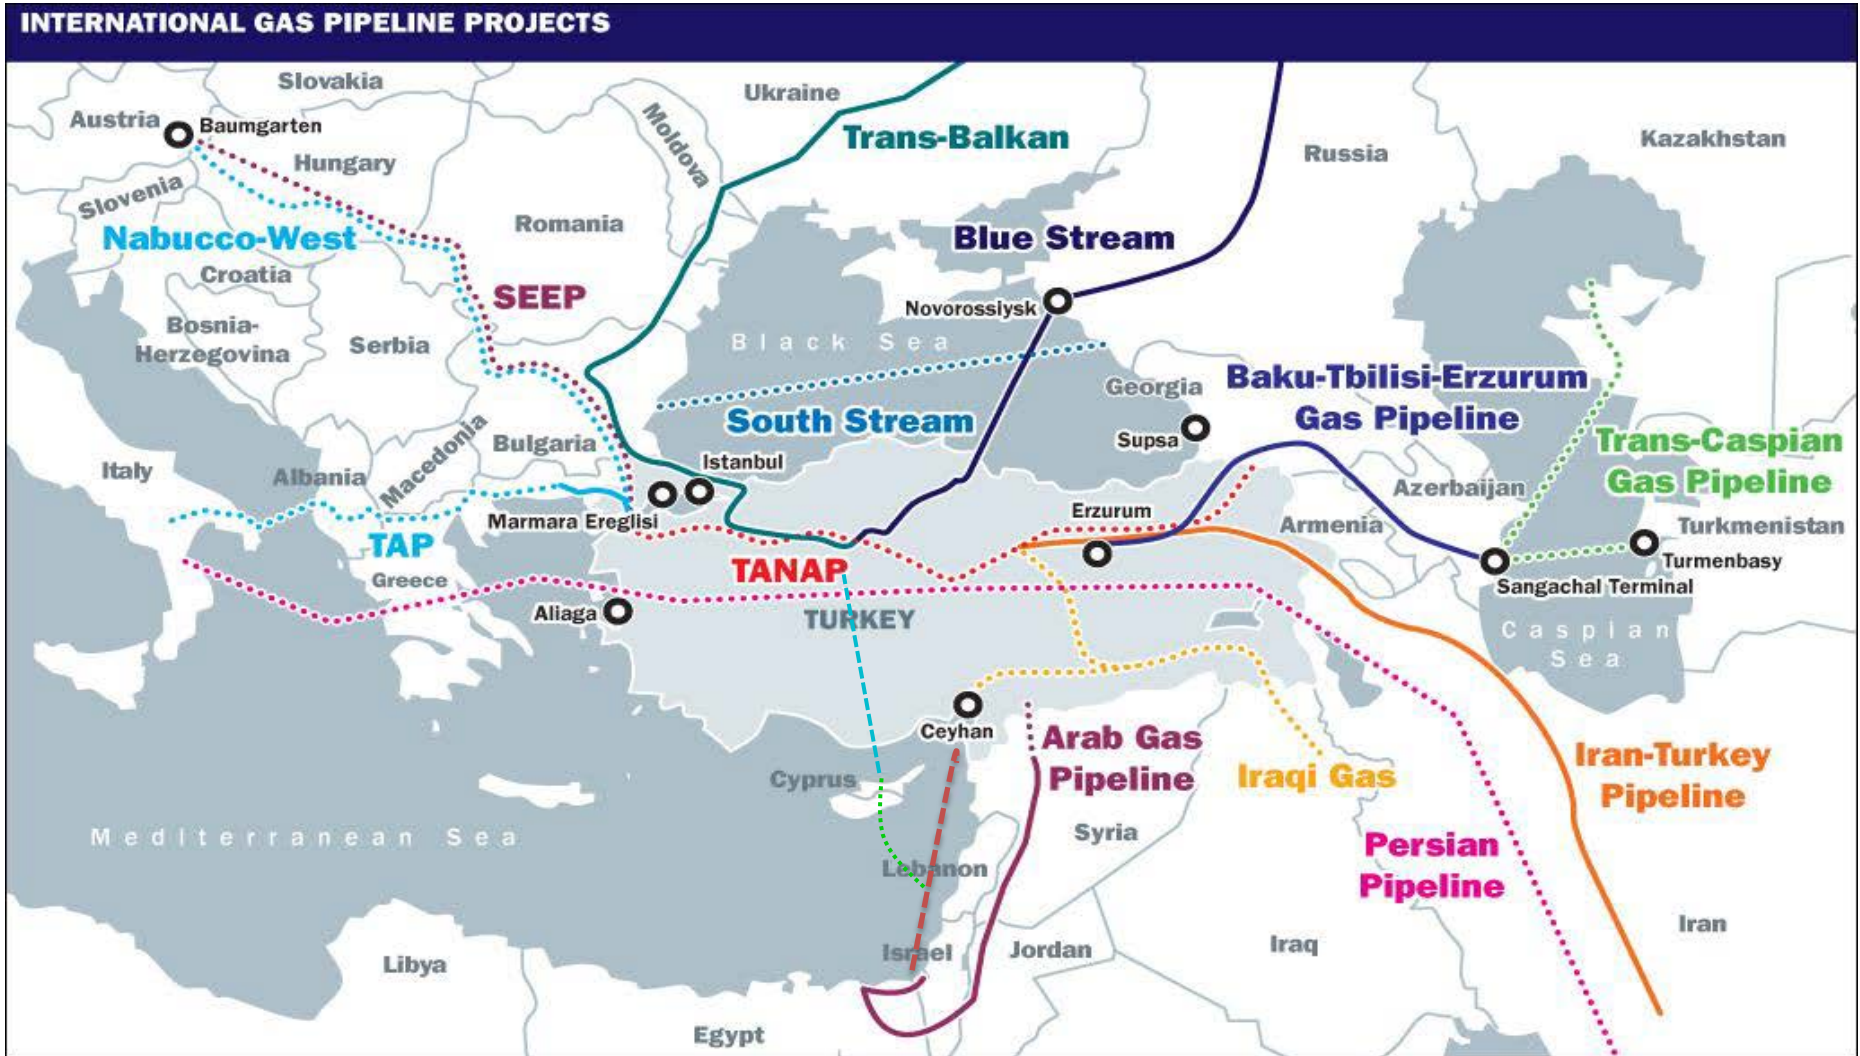 INTERNATIONAL GAS PIPELINE PROJECTS
Slovakia
Ukraine
Austria
Baumgarten
Moldova
Trans-Balkan
Kazakhstan
Hungary
Russia
Slovenia
Romania
Nabucco-West
Blue Stream
Croatia
SEEP
Novorossiysk
Bosnia-
Herzegovina
Serbia
Black Sea
Georgia
Baku-Tbilisi-Erzurum
Gas Pipeline
South Stream
Supsa
Trans-Caspian
Gas Pipeline
Bulgaria
Macedonia
Italy
Albania
Istanbul
Azerbaijan
Marmara Ereglisi
Erzurum
Armenia
Turkmenistan
TAP
Turmenbasy
TANAP
Greece
Sangachal Terminal
Aliaga
TURKEY
Caspian
Sea
Ceyhan
Arab Gas
Pipeline
Iraqi Gas
Iran-Turkey
Pipeline
Cyprus
Mediterranean Sea
Syria
Persian
Pipeline
Lebanon
Iran
Israel
Jordan
Iraq
Libya
Egypt